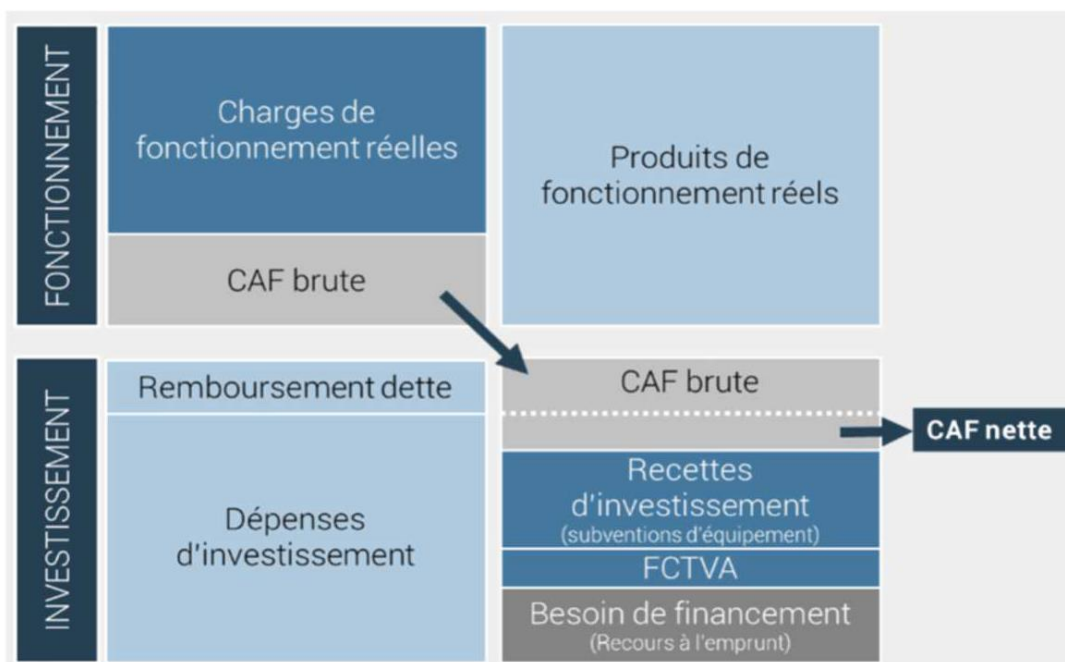 FONCTIONNEMENT
Charges de
fonctionnement réelles
CAF brute
Produits de
fonctionnement réels
INVESTISSEMENT
Remboursement dette
Dépenses
d'investissement
CAF brute
CAF nette
Recettes
d'investissement
(subventions d'équipement)
FCTVA
Besoin de financement
(Recours à l'emprunt)